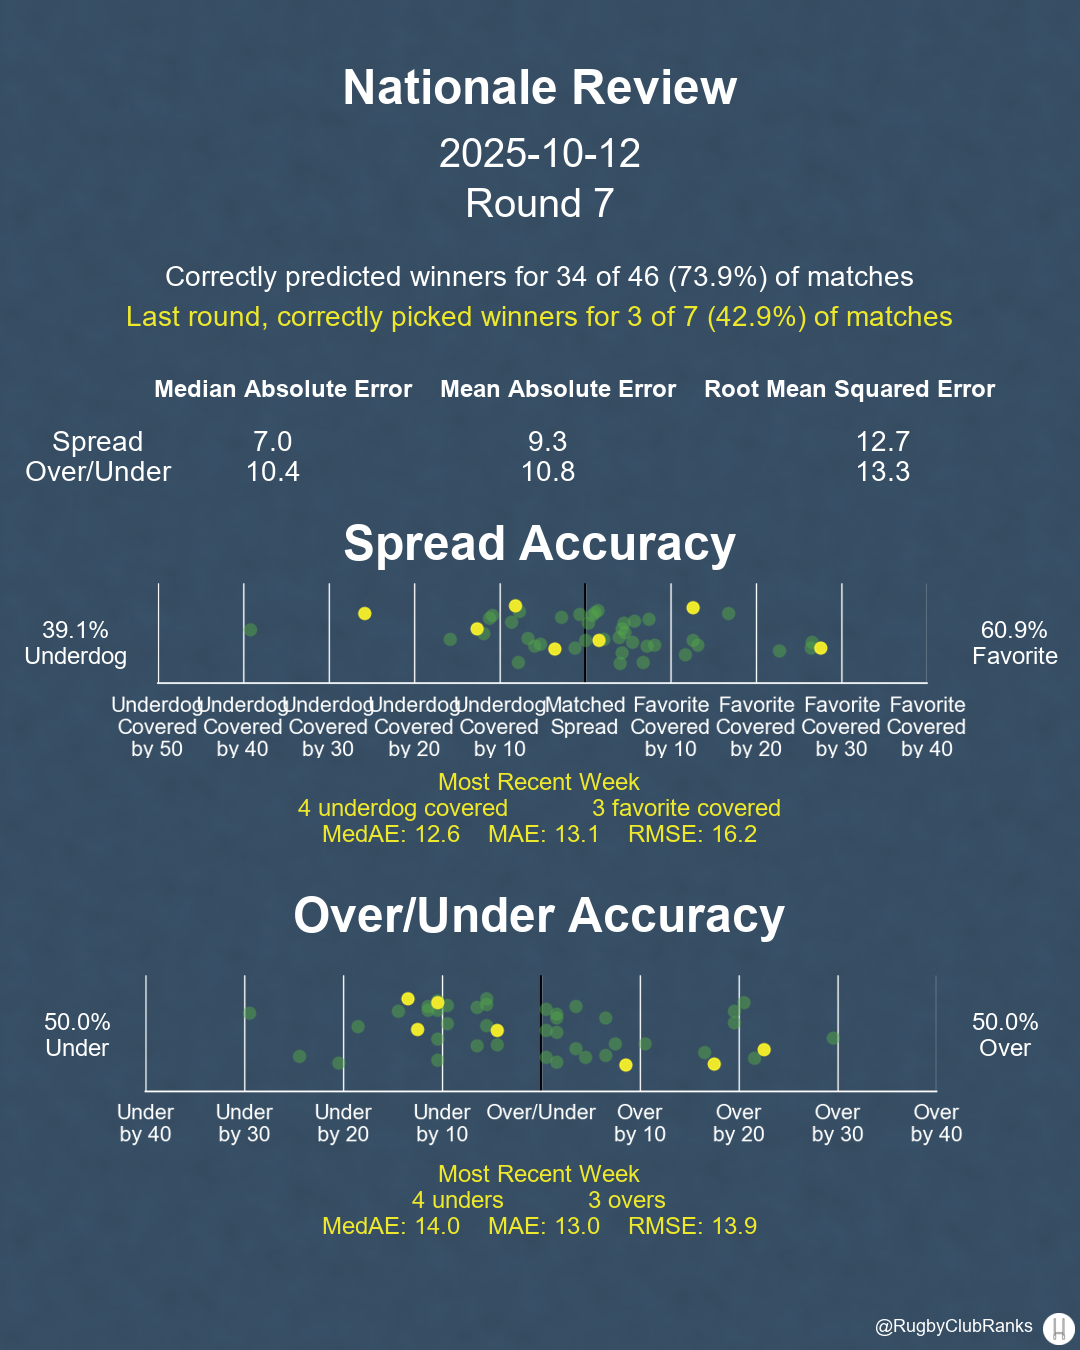 Nationale Review
2025-10-12
Round 7
Correctly predicted winners for 34 of 46 (73.9%) of matches
Last round, correctly picked winners for 3 of 7 (42.9%) of matches
Median Absolute Error Mean Absolute Error Root Mean Squared Error
Spread 7.0 9.3 12.7
Over/Under 10.4 10.8 13.3
Spread Accuracy
39.1% 60.9%
Underdog Favorite
Underdog Underdog Underdog Underdog Underdog Matched Favorite Favorite Favorite Favorite
Covered Covered Covered Covered Covered Spread Covered Covered Covered Covered
by 50 by 40 by 30 by 20 by 10 by 10 by 20 by 30 by 40
Most Recent Week
4 underdog covered 3 favorite covered
MedAE: 12.6 MAE: 13.1 RMSE: 16.2
Over/Under Accuracy
50.0% 50.0%
Under Over
Under Under Under Under Over/Under Over Over Over Over
by 40 by 30 by 20 by 10 by 10 by 20 by 30 by 40
Most Recent Week
4 unders 3 overs
MedAE: 14.0 MAE: 13.0 RMSE: 13.9
@RugbyClubRanks